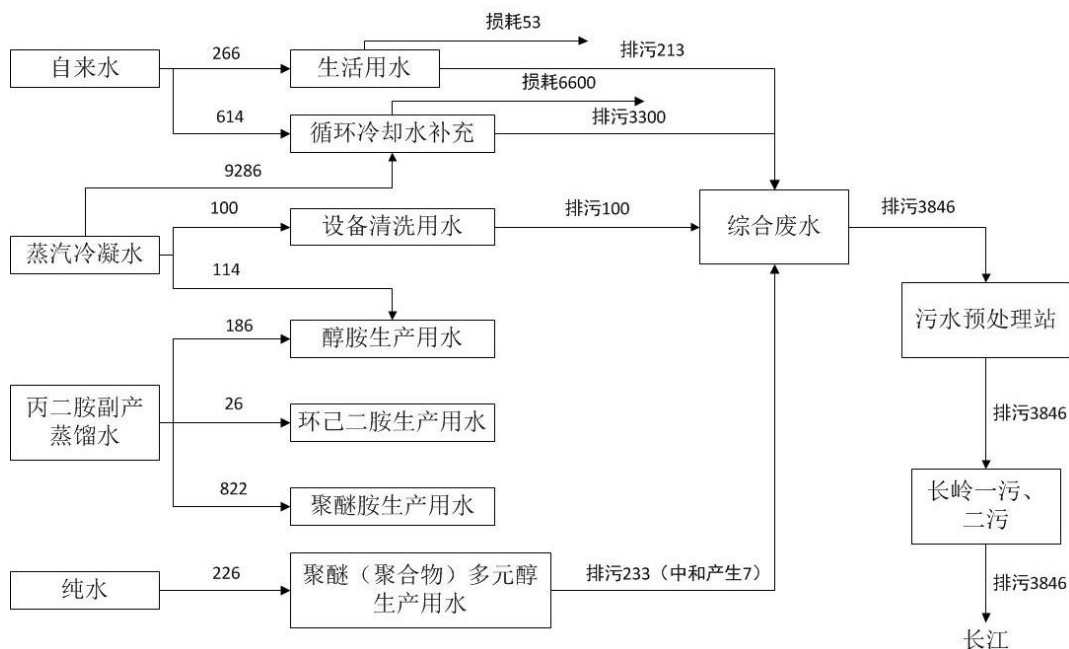 损耗53
自来水
266
生活用水
排污213
损耗6600
614
循环冷却水补充
排污3300
9286
100
设备清洗用水
排污100
综合废水
排污3846
蒸汽冷凝水
114
污水预处理站
186
醇胺生产用水
丙二胺副产
蒸馏水
26
环己二胺生产用水
排污3846
822
聚醚胺生产用水
长岭一污、
二污
纯水
226
聚醚（聚合物）多元醇
生产用水
排污233（中和产生7）
排污3846
长江